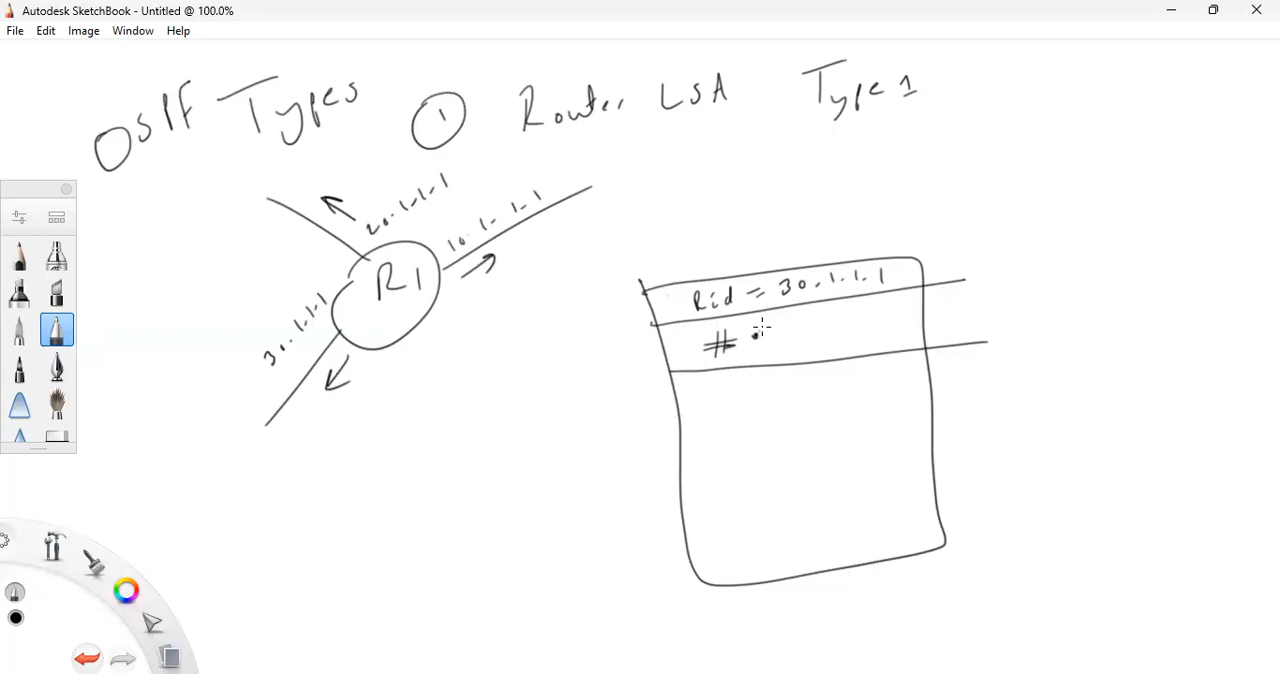 Autodesk SketchBook - Untitled @ 100.0%
File Edit Image Window Help
OSPF Types ① Router LSA Type 1
20.1.1.1
10.1.1.1
R1
30.1.1.1
Rid = 30.1.1.1
#